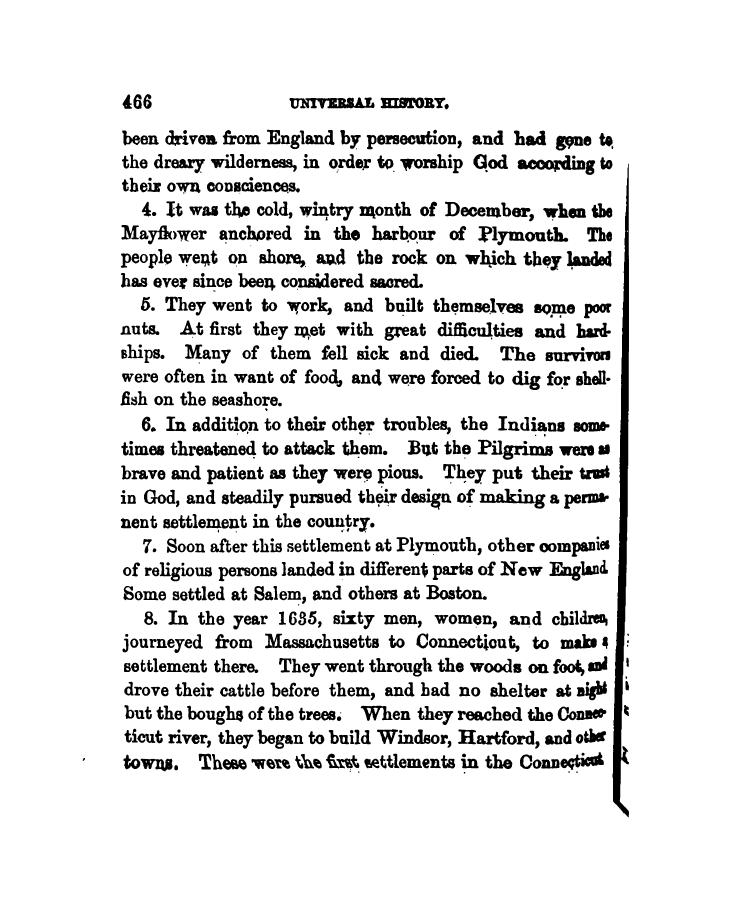 466 UNIVERSAL HISTORY.
been driven from England by persecution, and had gone to
the dreary wilderness, in order to worship God according to
their own consciences.
4. It was the cold, wintry month of December, when the
Mayflower anchored in the harbour of Plymouth. The
people went on shore, and the rock on which they landed
has ever since been considered sacred.
5. They went to work, and built themselves some poor
nuts. At first they met with great difficulties and hard-
ships. Many of them fell sick and died. The survivors
were often in want of food, and were forced to dig for shell-
fish on the seashore.
6. In addition to their other troubles, the Indians some-
times threatened to attack them. But the Pilgrims were as
brave and patient as they were pious. They put their trust
in God, and steadily pursued their design of making a perma-
nent settlement in the country.
7. Soon after this settlement at Plymouth, other companies
of religious persons landed in different parts of New England
Some settled at Salem, and others at Boston.
8. In the year 1635, sixty men, women, and children,
journeyed from Massachusetts to Connecticut, to make a
settlement there. They went through the woods on foot, and
drove their cattle before them, and had no shelter at night
but the boughs of the trees. When they reached the Connec-
ticut river, they began to build Windsor, Hartford, and other
towns. These were the first settlements in the Connecticut